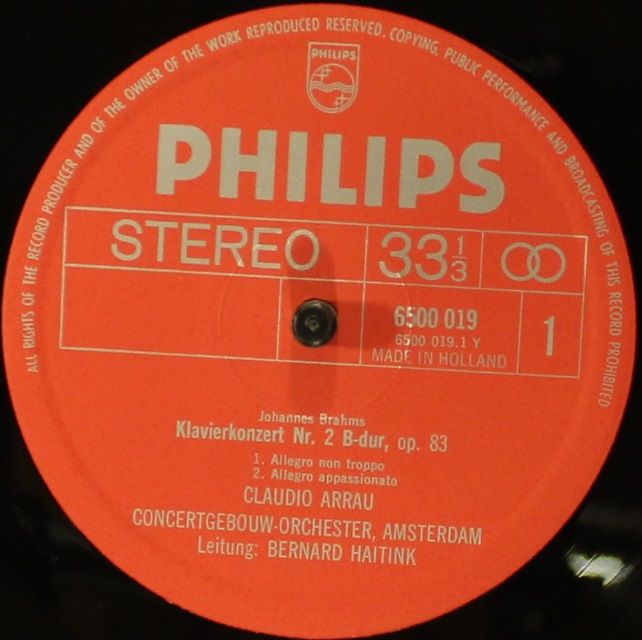 ALL RIGHTS OF THE RECORD PRODUCER AND OF THE OWNER OF THE WORK REPRODUCED RESERVED. COPYING, PUBLIC PERFORMANCE AND BROADCASTING OF THIS RECORD PROHIBITED
PHILIPS
PHILIPS
STEREO 33⅓
6500 019
6500 019.1 Y 1
MADE IN HOLLAND
Johannes Brahms
Klavierkonzert Nr. 2 B-dur, op. 83
1. Allegro non troppo
2. Allegro appassionato
CLAUDIO ARRAU
CONCERTGEBOUW-ORCHESTER, AMSTERDAM
Leitung: BERNARD HAITINK